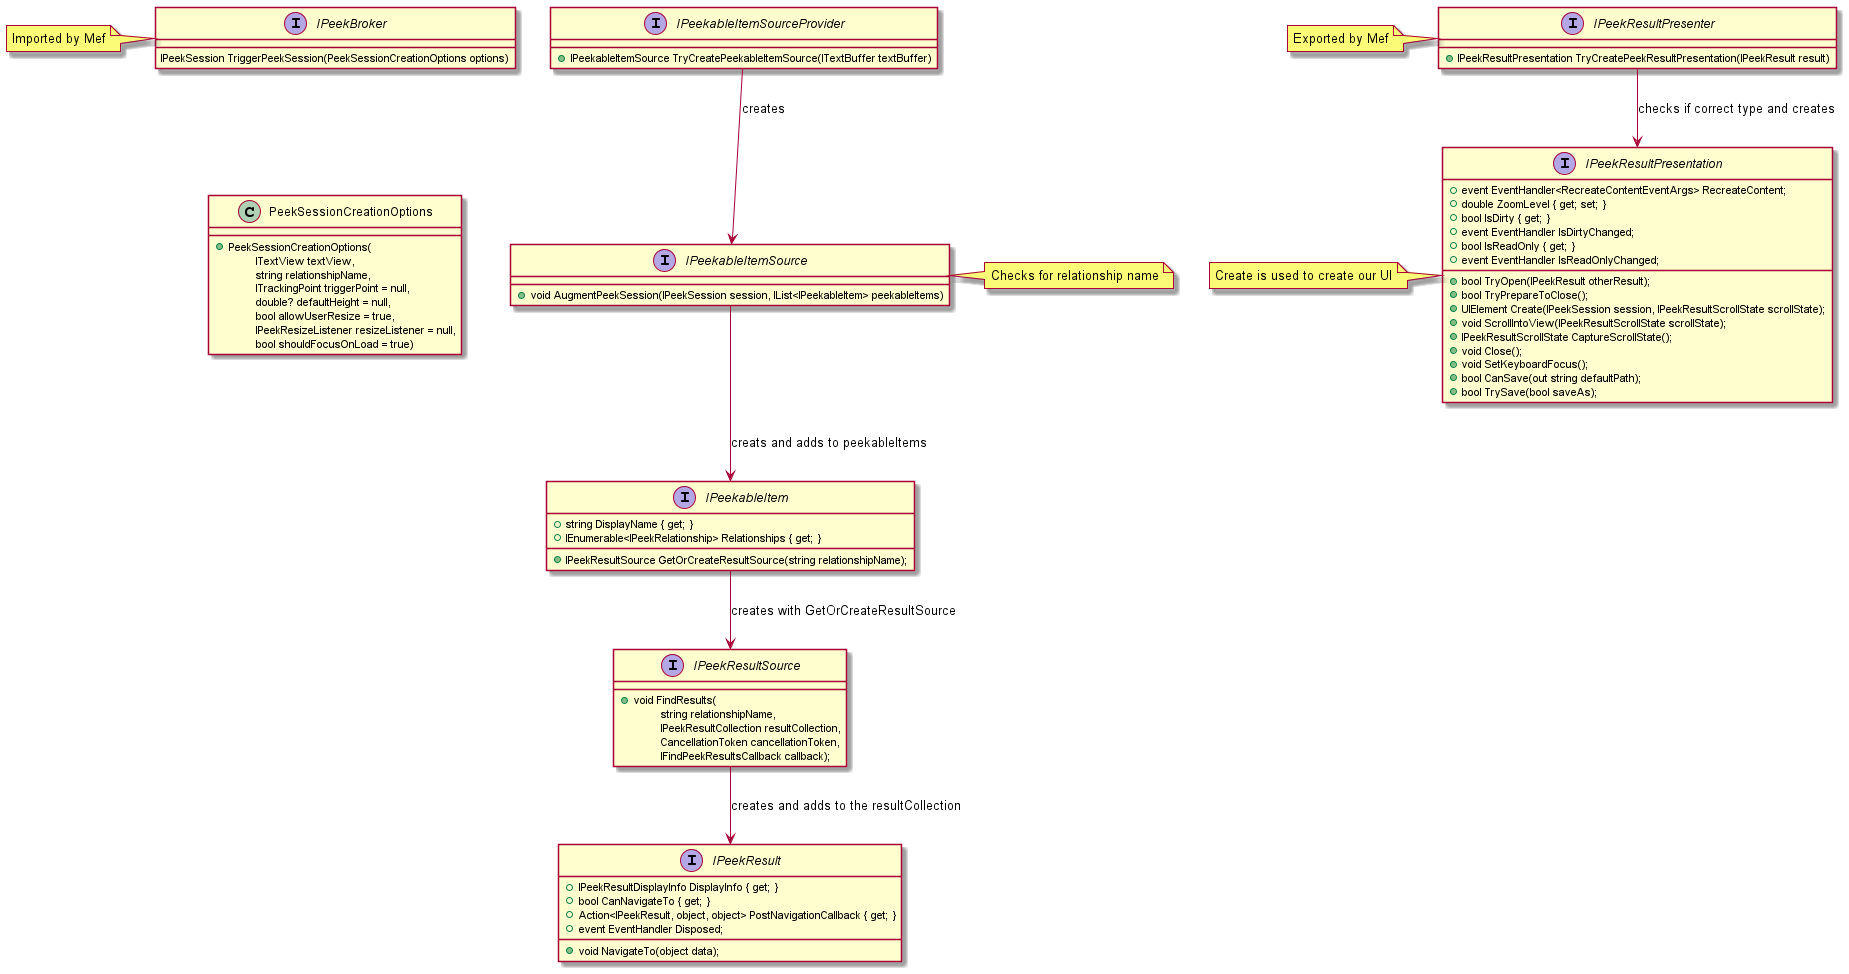 Imported by Mef
I IPeekBroker
IPeekSession TriggerPeekSession(PeekSessionCreationOptions options)
I IPeekableItemSourceProvider
IPeekableItemSource TryCreatePeekableItemSource(ITextBuffer textBuffer)
Exported by Mef
I IPeekResultPresenter
IPeekResultPresentation TryCreatePeekResultPresentation(IPeekResult result)
creates
checks if correct type and creates
C PeekSessionCreationOptions
PeekSessionCreationOptions(
ITextView textView,
string relationshipName,
ITrackingPoint triggerPoint = null,
double? defaultHeight = null,
bool allowUserResize = true,
IPeekResizeListener resizeListener = null,
bool shouldFocusOnLoad = true)
I IPeekableItemSource
void AugmentPeekSession(IPeekSession session, IList<IPeekableItem> peekableItems)
Checks for relationship name
Create is used to create our UI
I IPeekResultPresentation
event EventHandler<RecreateContentEventArgs> RecreateContent;
double ZoomLevel { get; set; }
bool IsDirty { get; }
event EventHandler IsDirtyChanged;
bool IsReadOnly { get; }
event EventHandler IsReadOnlyChanged;
bool TryOpen(IPeekResult otherResult);
bool TryPrepareToClose();
UIElement Create(IPeekSession session, IPeekResultScrollState scrollState);
void ScrollIntoView(IPeekResultScrollState scrollState);
IPeekResultScrollState CaptureScrollState();
void Close();
void SetKeyboardFocus();
bool CanSave(out string defaultPath);
bool TrySave(bool saveAs);
creats and adds to peekableItems
I IPeekableItem
string DisplayName { get; }
IEnumerable<IPeekRelationship> Relationships { get; }
IPeekResultSource GetOrCreateResultSource(string relationshipName);
creates with GetOrCreateResultSource
I IPeekResultSource
void FindResults(
string relationshipName,
IPeekResultCollection resultCollection,
CancellationToken cancellationToken,
IFindPeekResultsCallback callback);
creates and adds to the resultCollection
I IPeekResult
IPeekResultDisplayInfo DisplayInfo { get; }
bool CanNavigateTo { get; }
Action<IPeekResult, object, object> PostNavigationCallback { get; }
event EventHandler Disposed;
void NavigateTo(object data);